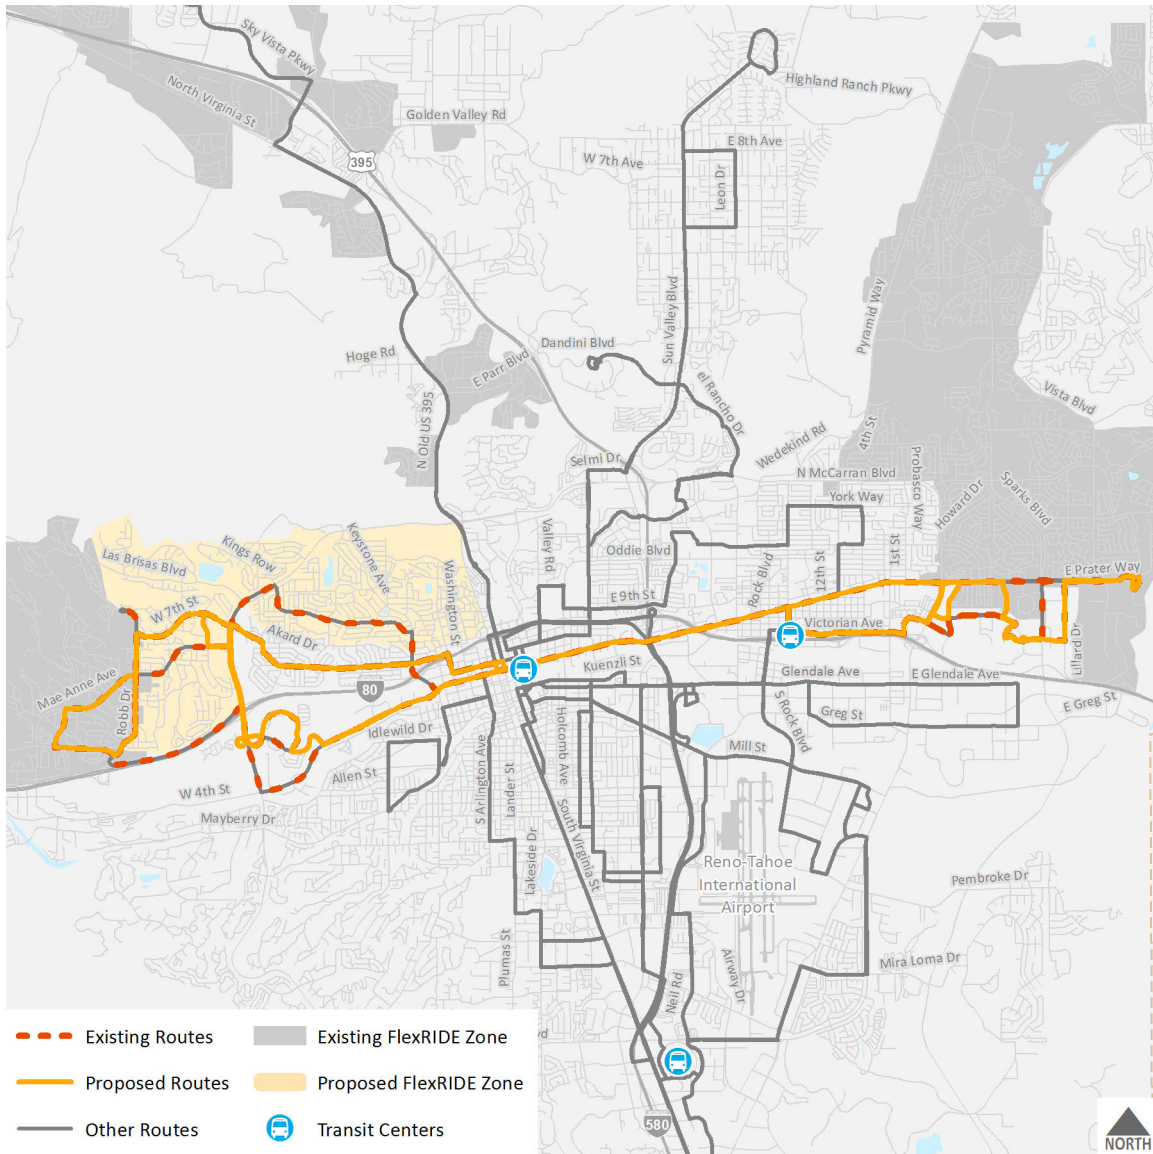 Sky Vista Pkwy
North Virginia St
Golden Valley Rd
395
Highland Ranch Pkwy
E 8th Ave
W 7th Ave
Leon Dr
Pyramid Way
Sun Valley Blvd
Dandini Blvd
Hoge Rd
E Parr Blvd
N Old US 395
el Rancho Dr
Vista Blvd
4th St
Wedekind Rd
Selmi Dr
N McCarran Blvd
Probasco Way
York Way
Howard Dr
Sparks Blvd
Valley Rd
Oddie Blvd
Rock Blvd
12th St
1st St
E Prater Way
Las Brisas Blvd
Kings Row
Keystone Ave
Washington St
W 7th St
Akard Dr
E 9th St
Victorian Ave
Kuenzli St
Glendale Ave
E Glendale Ave
Lillard Dr
Mae Anne Ave
Robb Dr
80
Idlewild Dr
Greg St
E Greg St
S Rock Blvd
Mill St
Holcomb Ave
S Arlington Ave
Lander St
Allen St
W 4th St
Mayberry Dr
South Virginia St
Lakeside Dr
Reno-Tahoe
International
Airport
Pembroke Dr
Plumas St
Neil Rd
Airway Dr
Mira Loma Dr
vd
580
Existing Routes
Existing FlexRIDE Zone
Proposed Routes
Proposed FlexRIDE Zone
Other Routes
Transit Centers
NORTH